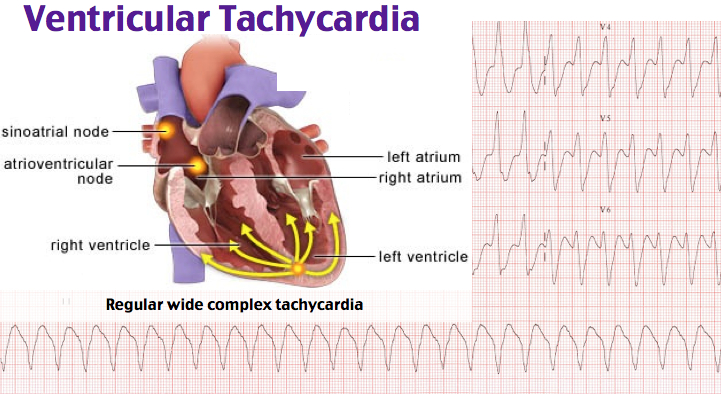 Ventricular Tachycardia
V4
sinoatrial node
V5
atrioventricular
node
left atrium
right atrium
V6
right ventricle
left ventricle
Regular wide complex tachycardia